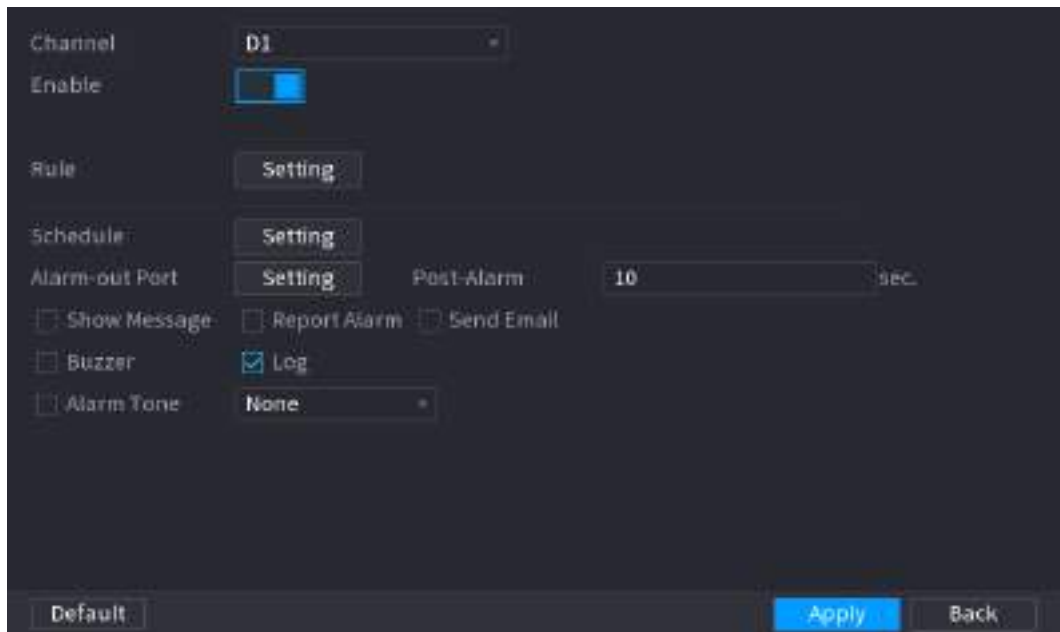 Channel D1
Enable
Rule Setting
Schedule Setting
Alarm-out Port Setting Post-Alarm 10 sec.
Show Message Report Alarm Send Email
Buzzer Log
Alarm Tone None
Default Apply Back